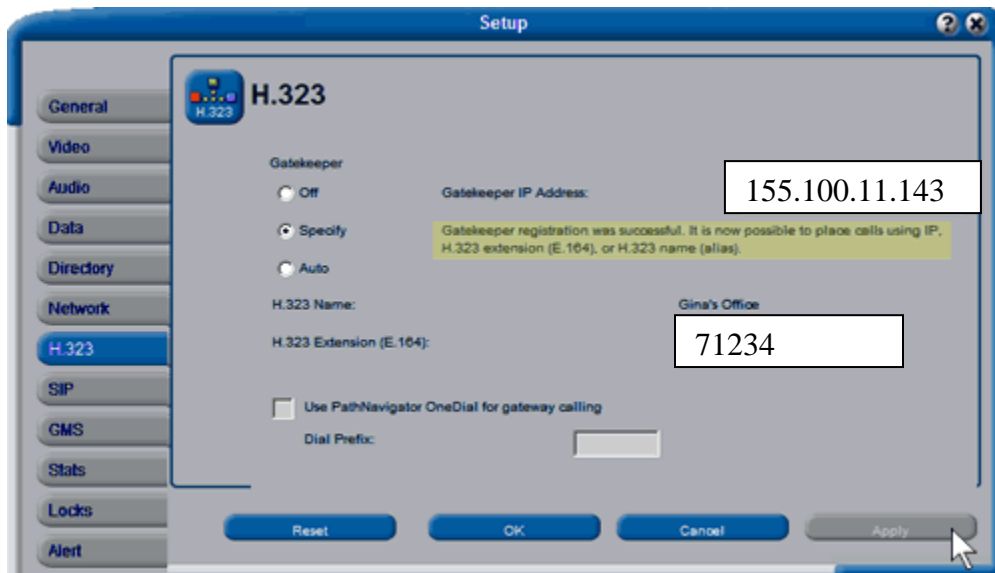 Setup
?
H.323
H.323
General
Video
Audio
Data
Directory
Network
H.323
SIP
GMS
Stats
Locks
Alert
Gatekeeper
Off
Gatekeeper IP Address:
155.100.11.143
Specify
Gatekeeper registration was successful. It is now possible to place calls using IP,
H.323 extension (E.164), or H.323 name (alias).
Auto
H.323 Name:
Gina's Office
H.323 Extension (E.164):
71234
Use PathNavigator OneDial for gateway calling
Dial Prefix:
Reset
OK
Cancel
Apply